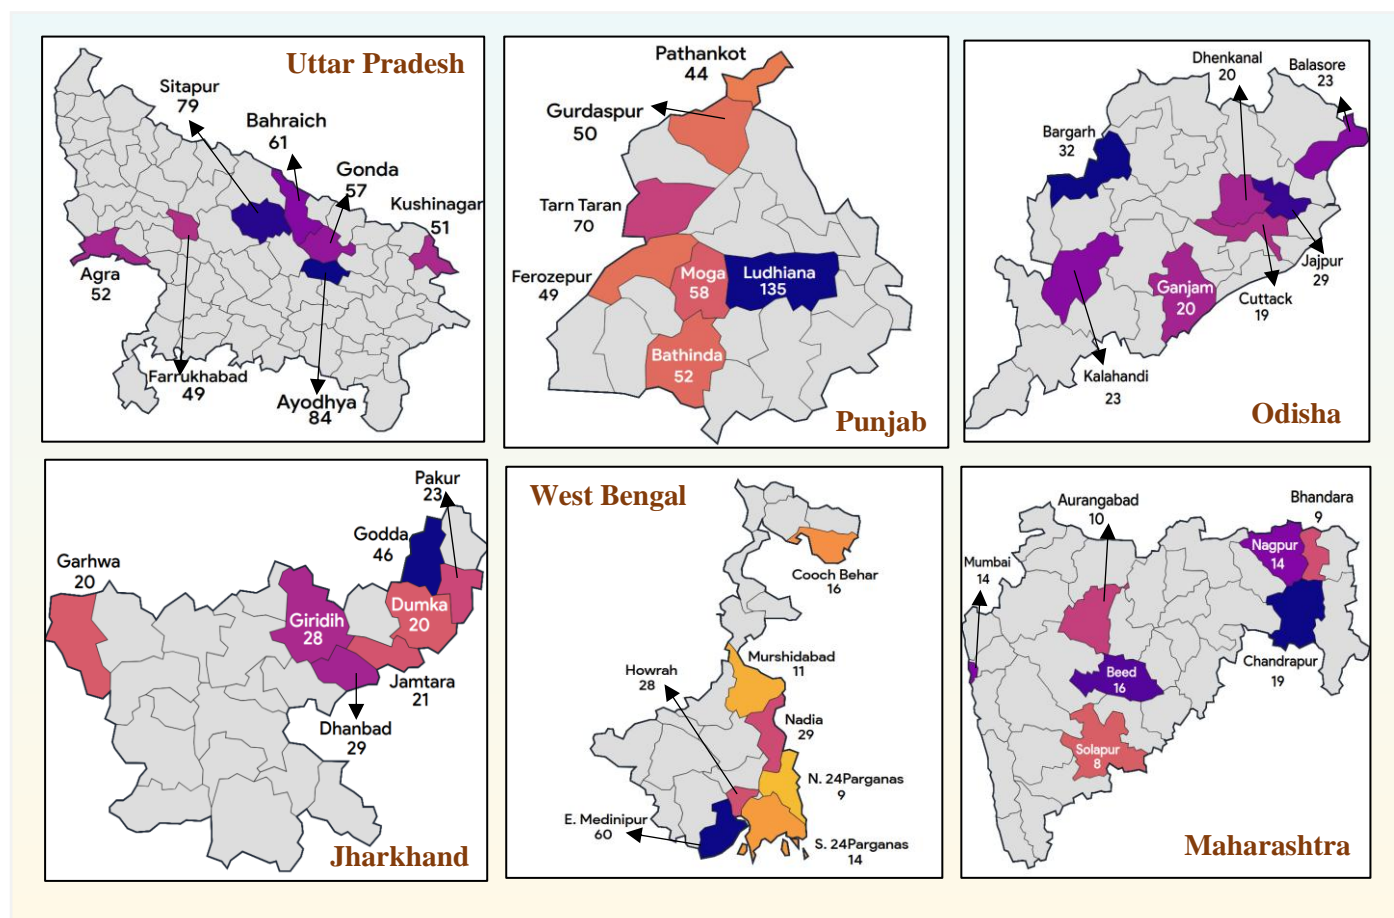 Uttar Pradesh
Sitapur
79
Bahraich
61
Gonda
57
Kushinagar
51
Agra
52
Farrukhabad
49
Ayodhya
84
Pathankot
44
Gurdaspur
50
Tarn Taran
70
Ferozepur
49
Moga
58
Ludhiana
135
Bathinda
52
Punjab
Dhenkanal
20
Balasore
23
Bargarh
32
Jajpur
29
Ganjam
20
Cuttack
19
Kalahandi
23
Odisha
Pakur
23
Godda
46
Garhwa
20
Dumka
20
Giridih
28
Jamtara
21
Dhanbad
29
Jharkhand
West Bengal
Cooch Behar
16
Murshidabad
11
Howrah
28
Nadia
29
N. 24Parganas
9
E. Medinipur
60
S. 24Parganas
14
Aurangabad
10
Bhandara
9
Nagpur
14
Mumbai
14
Chandrapur
19
Beed
16
Solapur
8
Maharashtra